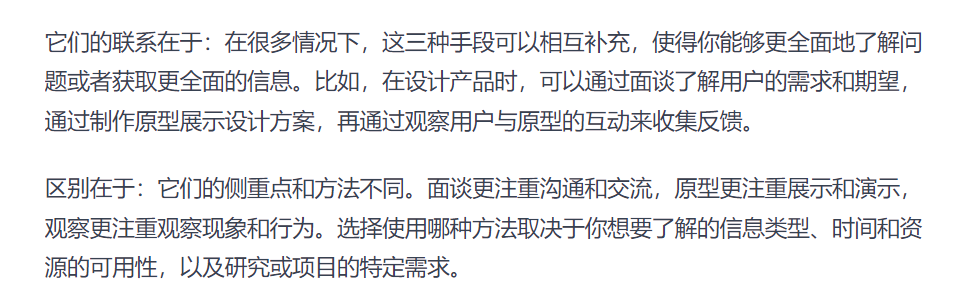 它们的联系在于：在很多情况下，这三种手段可以相互补充，使得你能够更全面地了解问
题或者获取更全面的信息。比如，在设计产品时，可以通过面谈了解用户的需求和期望，
通过制作原型展示设计方案，再通过观察用户与原型的互动来收集反馈。
区别在于：它们的侧重点和方法不同。面谈更注重沟通和交流，原型更注重展示和演示，
观察更注重观察现象和行为。选择使用哪种方法取决于你想要了解的信息类型、时间和资
源的可用性，以及研究或项目的特定需求。